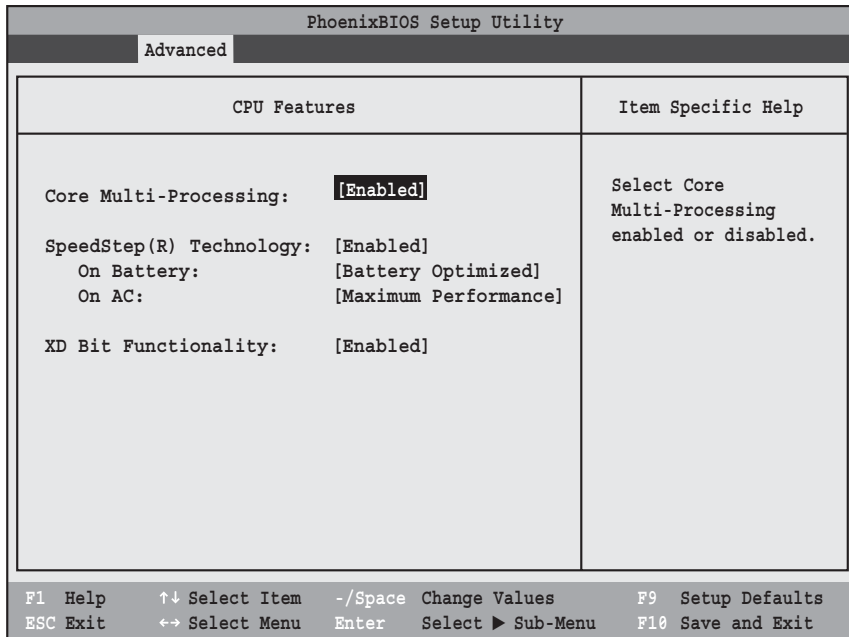 PhoenixBIOS Setup Utility
Advanced
CPU Features
Item Specific Help
Core Multi-Processing: [Enabled]
SpeedStep(R) Technology: [Enabled]
On Battery: [Battery Optimized]
On AC: [Maximum Performance]
XD Bit Functionality: [Enabled]
Select Core
Multi-Processing
enabled or disabled.
F1 Help ↑↓ Select Item -/Space Change Values F9 Setup Defaults
ESC Exit ←→ Select Menu Enter Select ▶ Sub-Menu F10 Save and Exit